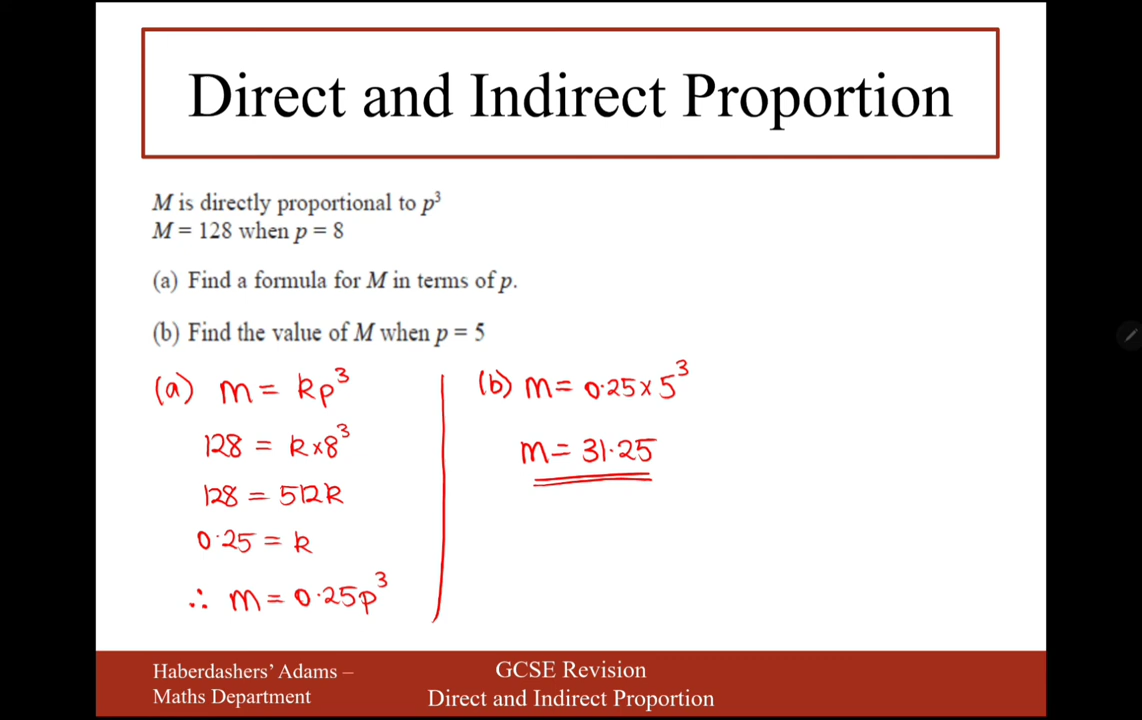 Direct and Indirect Proportion
M is directly proportional to p³
M = 128 when p = 8
(a) Find a formula for M in terms of p.
(b) Find the value of M when p = 5
(a) m = kp³
128 = k×8³
128 = 512k
0.25 = k
∴ m = 0.25p³
(b) m = 0.25×5³
m = 31.25
Haberdashers’ Adams –
Maths Department
GCSE Revision
Direct and Indirect Proportion